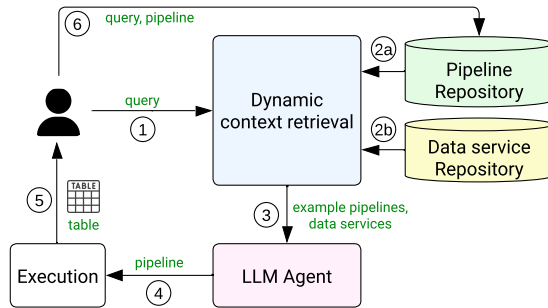 6
query, pipeline
2a
Pipeline
Repository
query
1
Dynamic
context retrieval
2b
Data service
Repository
5
TABLE
table
3
example pipelines,
data services
Execution
pipeline
4
LLM Agent